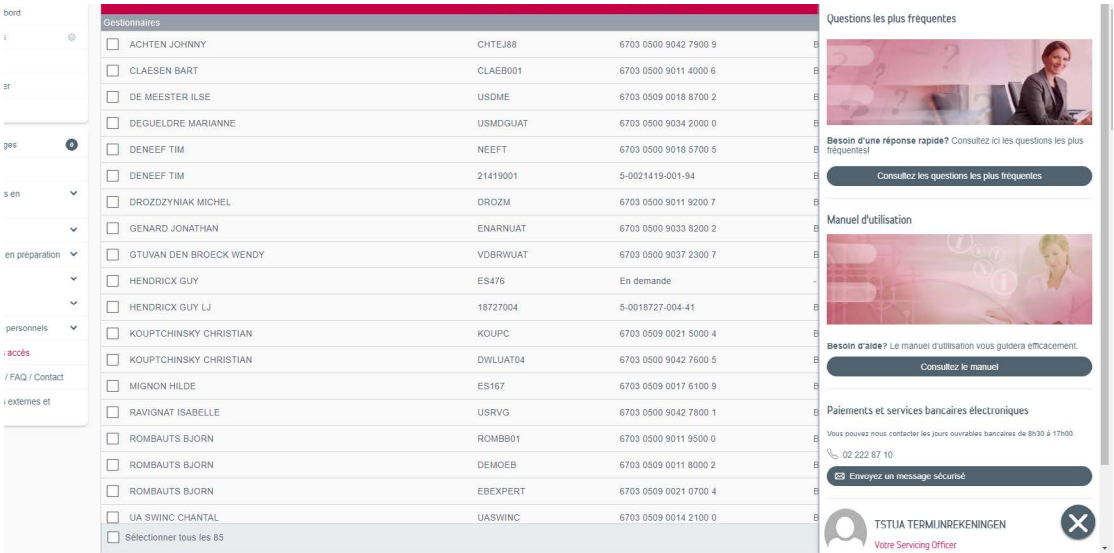 bord
er
ges 0
s en
en préparation
personnels
accès
/ FAQ / Contact
externes et
Gestionnaires
ACHTEN JOHNNY CHTEJ88 6703 0500 9042 7900 9 B
CLAESEN BART CLAEB001 6703 0500 9011 4000 6 B
DE MEESTER ILSE USDME 6703 0509 0018 8700 2 B
DEGUELDRE MARIANNE USMDGUAT 6703 0500 9034 2000 0 B
DENEEF TIM NEEFT 6703 0500 9018 5700 5 B
DENEEF TIM 21419001 5-0021419-001-94 B
DROZDZYNIAK MICHEL DROZM 6703 0500 9011 9200 7 B
GENARD JONATHAN ENARNUAT 6703 0500 9033 8200 2 B
GTUVAN DEN BROECK WENDY VDBRWUAT 6703 0500 9037 2300 7 B
HENDRICX GUY ES476 En demande -
HENDRICX GUY LJ 18727004 5-0018727-004-41 B
KOUPTCHINSKY CHRISTIAN KOUPC 6703 0509 0021 5000 4 B
KOUPTCHINSKY CHRISTIAN DWLUAT04 6703 0500 9042 7600 5 B
MIGNON HILDE ES167 6703 0509 0017 6100 9 B
RAVIGNAT ISABELLE USRVG 6703 0500 9042 7800 1 B
ROMBAUTS BJORN ROMBB01 6703 0500 9011 9500 0 B
ROMBAUTS BJORN DEMOEB 6703 0509 0011 8000 2 B
ROMBAUTS BJORN EBEXPERT 6703 0509 0021 0700 4 B
UA SWINC CHANTAL UASWINC 6703 0509 0014 2100 0 B
Sélectionner tous les 85
Questions les plus fréquentes
Besoin d'une réponse rapide? Consultez ici les questions les plus
fréquentes!
Consultez les questions les plus fréquentes
Manuel d'utilisation
Besoin d'aide? Le manuel d'utilisation vous guidera efficacement.
Consultez le manuel
Paiements et services bancaires électroniques
Vous pouvez nous contacter les jours ouvrables bancaires de 8h30 à 17h00.
02 222 87 10
Envoyez un message sécurisé
TSTUA TERMIJNREKENINGEN
Votre Servicing Officer